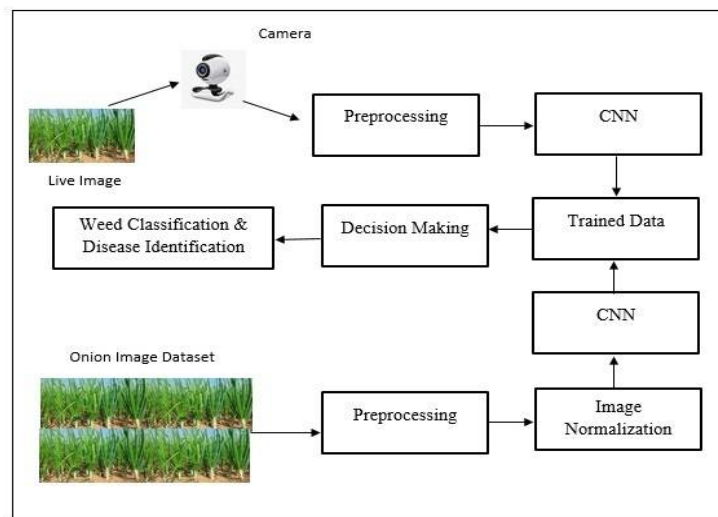 Camera
Preprocessing
CNN
Live Image
Weed Classification &
Disease Identification
Decision Making
Trained Data
CNN
Onion Image Dataset
Preprocessing
Image
Normalization